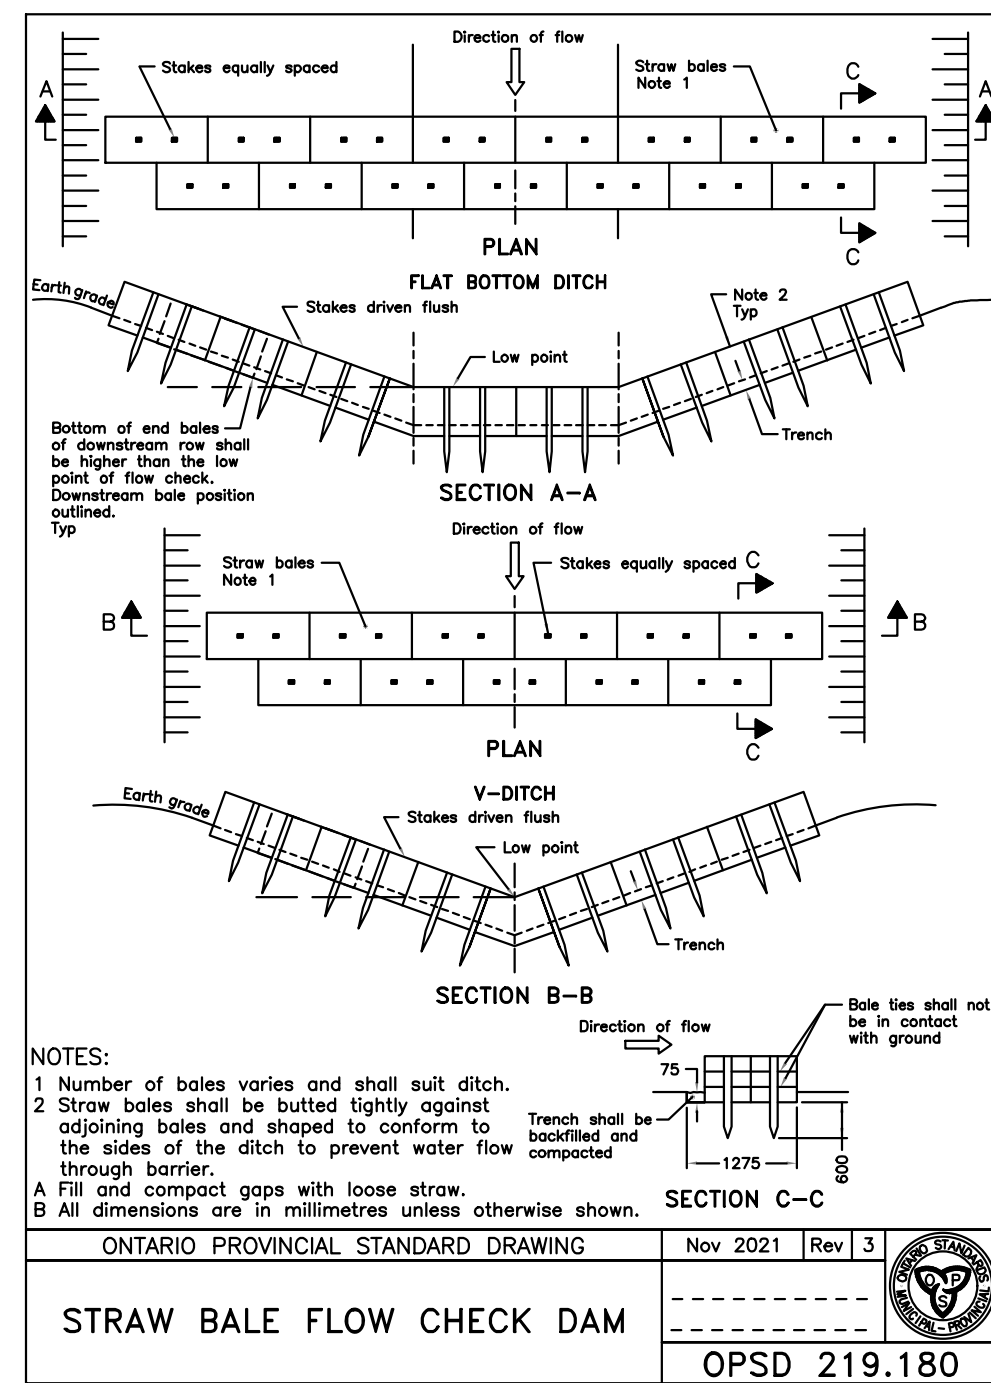 Direction of flow
Stakes equally spaced
Straw bales
Note 1
C
A
A
C
PLAN
FLAT BOTTOM DITCH
Earth grade
Stakes driven flush
Note 2
Typ
Low point
Trench
Bottom of end bales
of downstream row shall
be higher than the low
point of flow check.
Downstream bale position
outlined.
Typ
SECTION A-A
Direction of flow
Straw bales
Note 1
Stakes equally spaced
C
B
B
C
PLAN
V-DITCH
Earth grade
Stakes driven flush
Low point
Trench
SECTION B-B
Direction of flow
Bale ties shall not
be in contact
with ground
75
Trench shall be
backfilled and
compacted
1275
600
SECTION C-C
NOTES:
1 Number of bales varies and shall suit ditch.
2 Straw bales shall be butted tightly against
adjoining bales and shaped to conform to
the sides of the ditch to prevent water flow
through barrier.
A Fill and compact gaps with loose straw.
B All dimensions are in millimetres unless otherwise shown.
ONTARIO PROVINCIAL STANDARD DRAWING
Nov 2021
Rev 3
STRAW BALE FLOW CHECK DAM
ONTARIO STANDARDS
MUNICIPAL-PROVINCIAL
O P
S
OPSD 219.180